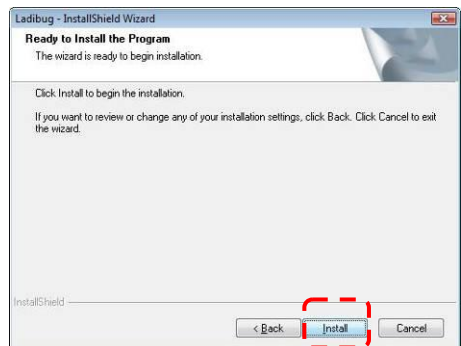 Ladibug - InstallShield Wizard
Ready to Install the Program
The wizard is ready to begin installation.
Click Install to begin the installation.
If you want to review or change any of your installation settings, click Back. Click Cancel to exit
the wizard.
InstallShield
< Back Install Cancel